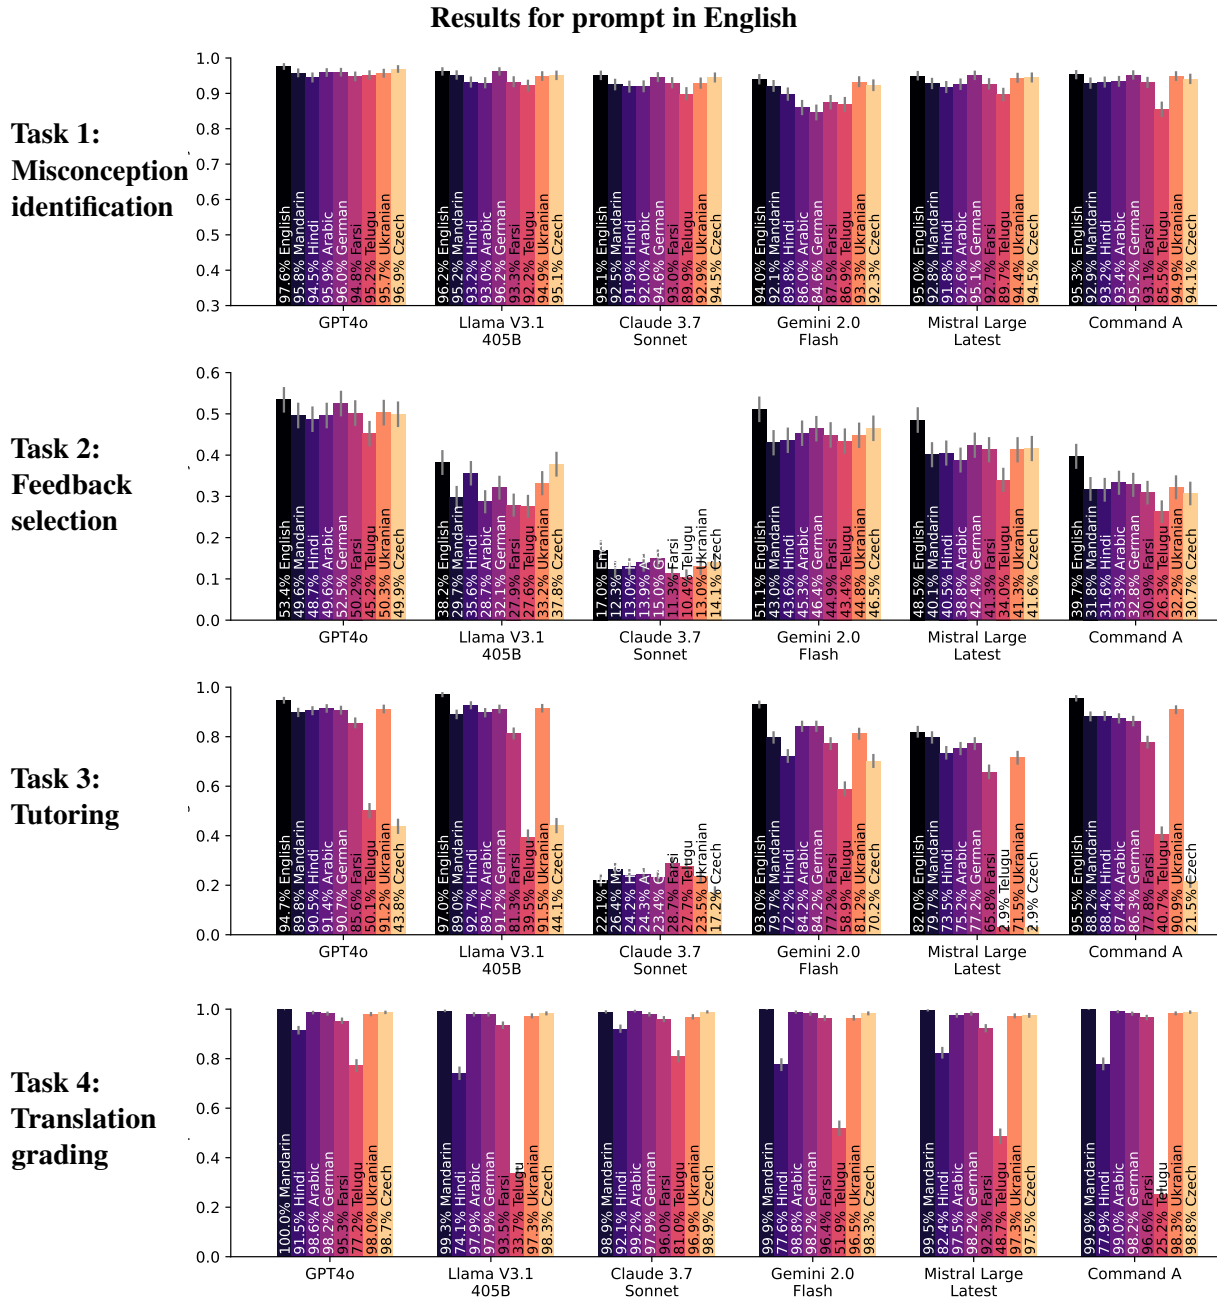 Results for prompt in English
Task 1:
Misconception
identification
1.0
0.9
0.8
0.7
0.6
0.5
0.4
0.3
97.6% English
95.8% Mandarin
94.5% Hindi
95.9% Arabic
96.0% German
94.8% Farsi
95.2% Telugu
95.7% Ukranian
96.9% Czech
96.2% English
95.2% Mandarin
93.2% Hindi
93.0% Arabic
96.2% German
93.3% Farsi
92.2% Telugu
94.9% Ukranian
95.1% Czech
95.1% English
92.5% Mandarin
91.9% Hindi
92.0% Arabic
94.6% German
93.0% Farsi
89.9% Telugu
92.9% Ukranian
94.5% Czech
94.0% English
92.1% Mandarin
89.8% Hindi
86.0% Arabic
84.6% German
87.5% Farsi
86.9% Telugu
93.3% Ukranian
92.3% Czech
95.0% English
92.8% Mandarin
91.8% Hindi
92.6% Arabic
95.1% German
92.7% Farsi
89.7% Telugu
94.4% Ukranian
94.5% Czech
95.3% English
92.9% Mandarin
93.2% Hindi
93.4% Arabic
95.2% German
93.1% Farsi
85.5% Telugu
94.9% Ukranian
94.1% Czech
GPT4o
Llama V3.1
405B
Claude 3.7
Sonnet
Gemini 2.0
Flash
Mistral Large
Latest
Command A
Task 2:
Feedback
selection
0.6
0.5
0.4
0.3
0.2
0.1
0.0
53.4% English
49.6% Mandarin
48.7% Hindi
49.6% Arabic
52.5% German
50.2% Farsi
45.2% Telugu
50.3% Ukranian
49.9% Czech
38.2% English
29.7% Mandarin
35.6% Hindi
28.7% Arabic
32.1% German
27.9% Farsi
27.6% Telugu
33.2% Ukranian
37.8% Czech
17.0%
12.3%
13.0%
13.9%
15.0%
11.3% Farsi
10.4% Telugu
13.0% Ukranian
14.1% Czech
51.1% English
43.0% Mandarin
43.6% Hindi
45.3% Arabic
46.4% German
44.9% Farsi
43.4% Telugu
44.8% Ukranian
46.5% Czech
48.5% English
40.1% Mandarin
40.5% Hindi
38.8% Arabic
42.4% German
41.3% Farsi
34.0% Telugu
41.3% Ukranian
41.6% Czech
39.7% English
31.8% Mandarin
31.6% Hindi
33.3% Arabic
32.8% German
30.9% Farsi
26.3% Telugu
32.2% Ukranian
30.7% Czech
GPT4o
Llama V3.1
405B
Claude 3.7
Sonnet
Gemini 2.0
Flash
Mistral Large
Latest
Command A
Task 3:
Tutoring
1.0
0.8
0.6
0.4
0.2
0.0
94.7% English
89.8% Mandarin
90.5% Hindi
91.4% Arabic
90.7% German
85.6% Farsi
50.1% Telugu
91.2% Ukranian
43.8% Czech
97.0% English
89.0% Mandarin
92.7% Hindi
89.7% Arabic
91.2% German
81.3% Farsi
39.5% Telugu
91.5% Ukranian
44.1% Czech
22.1%
26.4%
24.2%
24.3%
23.4%
28.7% Farsi
27.7% Telugu
23.5% Ukranian
17.2% Czech
93.0% English
79.7% Mandarin
72.2% Hindi
84.2% Arabic
84.2% German
77.2% Farsi
58.9% Telugu
81.2% Ukranian
70.2% Czech
82.0% English
79.7% Mandarin
73.5% Hindi
75.2% Arabic
77.2% German
65.8% Farsi
2.9% Telugu
71.5% Ukranian
2.9% Czech
95.5% English
88.2% Mandarin
88.4% Hindi
87.4% Arabic
86.3% German
77.8% Farsi
40.7% Telugu
90.9% Ukranian
21.5% Czech
GPT4o
Llama V3.1
405B
Claude 3.7
Sonnet
Gemini 2.0
Flash
Mistral Large
Latest
Command A
Task 4:
Translation
grading
1.0
0.8
0.6
0.4
0.2
0.0
100.0% Mandarin
91.5% Hindi
98.6% Arabic
98.2% German
95.3% Farsi
77.2% Telugu
98.0% Ukranian
98.7% Czech
99.3% Mandarin
74.1% Hindi
97.9% Arabic
97.9% German
93.5% Farsi
33.7% Telugu
97.3% Ukranian
98.3% Czech
98.9% Mandarin
92.1% Hindi
99.2% Arabic
97.9% German
96.0% Farsi
81.0% Telugu
96.9% Ukranian
98.9% Czech
99.9% Mandarin
77.6% Hindi
98.8% Arabic
98.2% German
96.4% Farsi
51.9% Telugu
96.5% Ukranian
98.3% Czech
99.5% Mandarin
82.4% Hindi
97.5% Arabic
98.2% German
92.3% Farsi
48.7% Telugu
97.3% Ukranian
97.5% Czech
99.9% Mandarin
77.9% Hindi
99.0% Arabic
98.2% German
96.6% Farsi
25.2% Telugu
98.3% Ukranian
98.8% Czech
GPT4o
Llama V3.1
405B
Claude 3.7
Sonnet
Gemini 2.0
Flash
Mistral Large
Latest
Command A